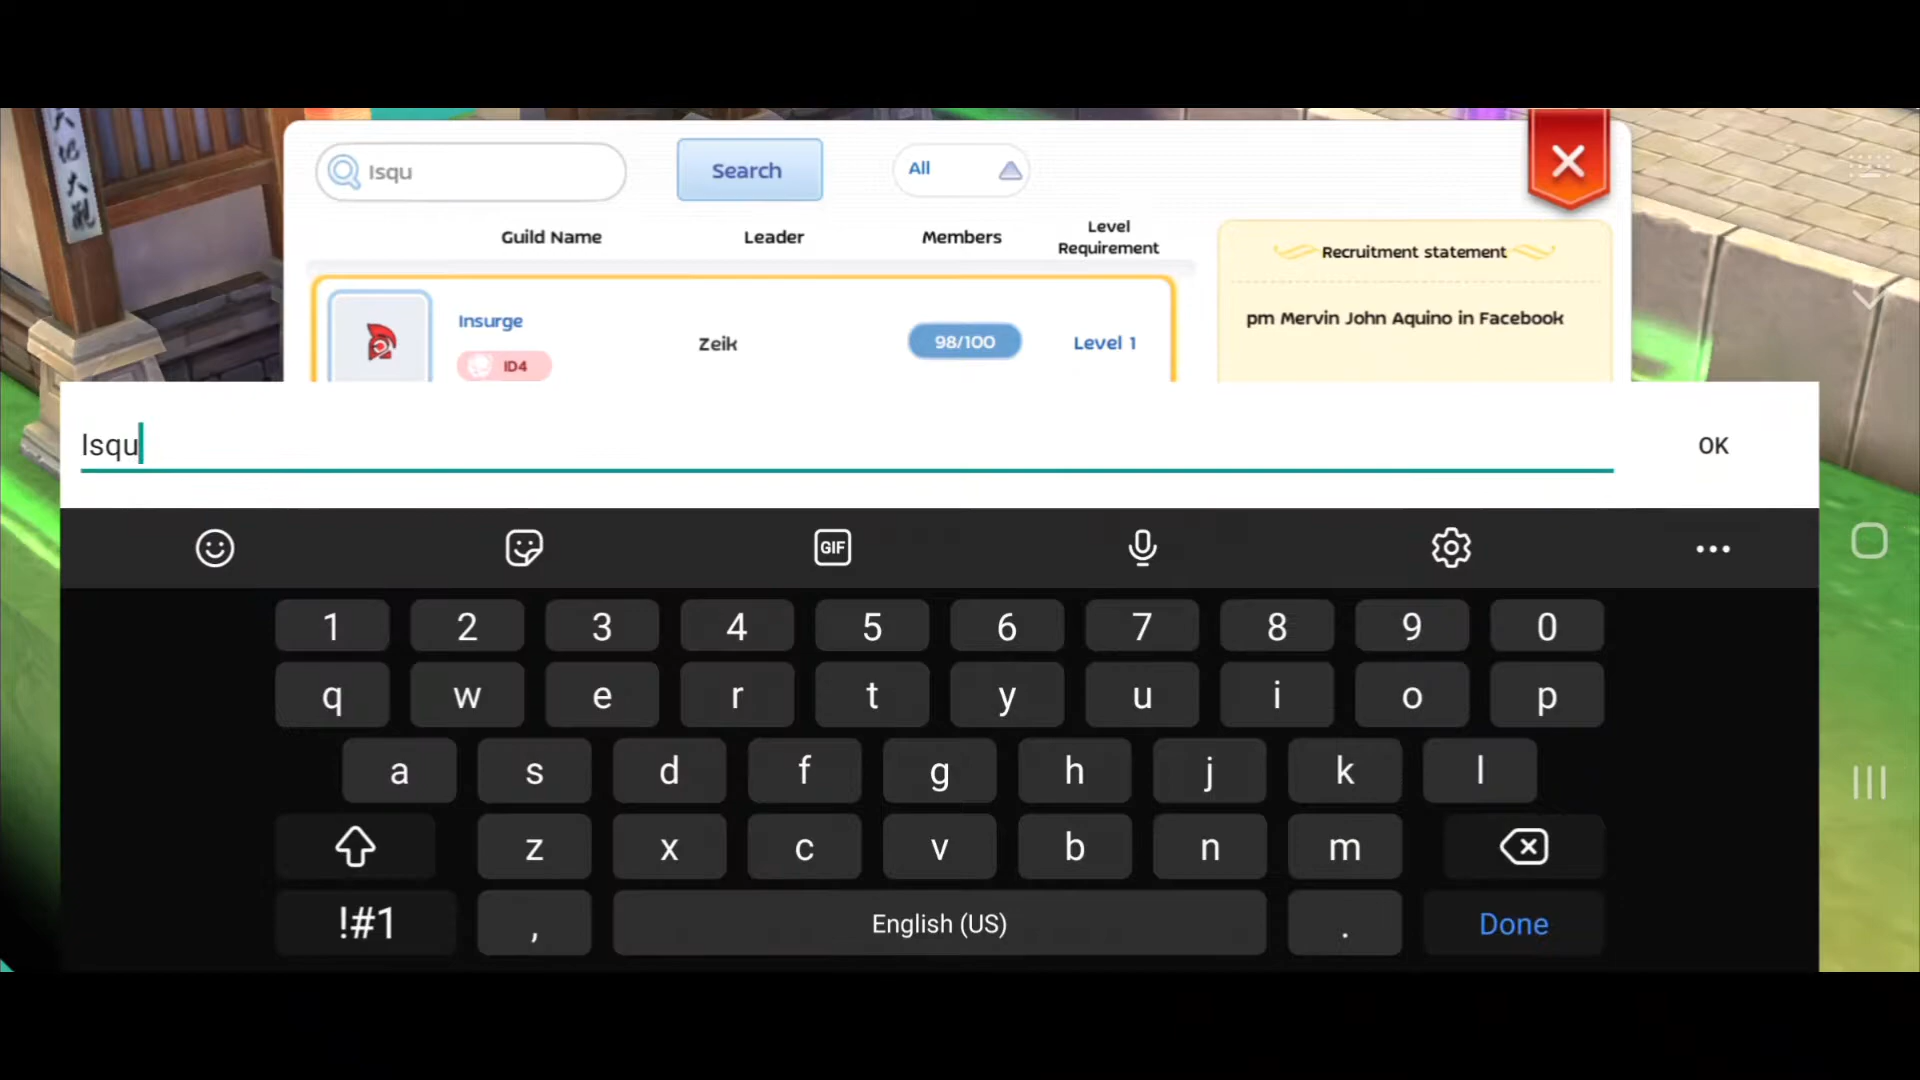 Isqu
Search
All
Guild Name
Leader
Members
Level
Requirement
Recruitment statement
Insurge
Zeik
98/100
Level 1
pm Mervin John Aquino in Facebook
ID4
Isqu
OK
GIF
1 2 3 4 5 6 7 8 9 0
q w e r t y u i o p
a s d f g h j k l
z x c v b n m
!#1 , English (US) . Done